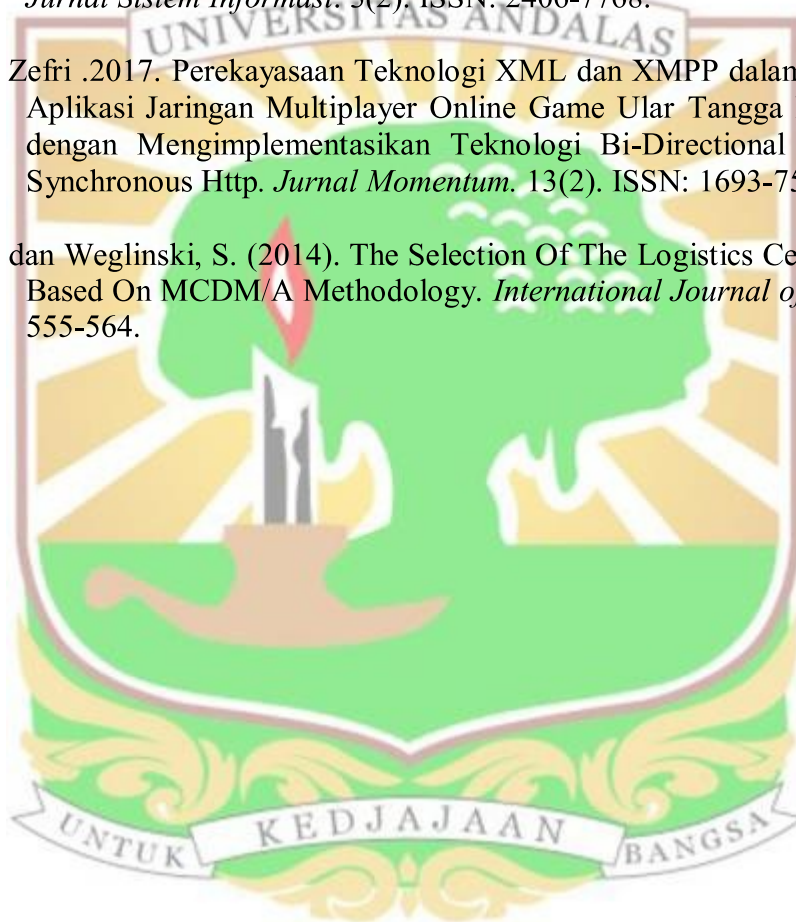 Jurnal Sistem Informasi. 3(2). ISSN: 2406-7768.
UNIVERSITAS ANDALAS
Zefri .2017. Perekayasaan Teknologi XML dan XMPP dalam
Aplikasi Jaringan Multiplayer Online Game Ular Tangga
dengan Mengimplementasikan Teknologi Bi-Directional
Synchronous Http. Jurnal Momentum. 13(2). ISSN: 1693-75
dan Weglinski, S. (2014). The Selection Of The Logistics Ce
Based On MCDM/A Methodology. International Journal of
555-564.
UNTUK KEDJAJAAN BANGSA